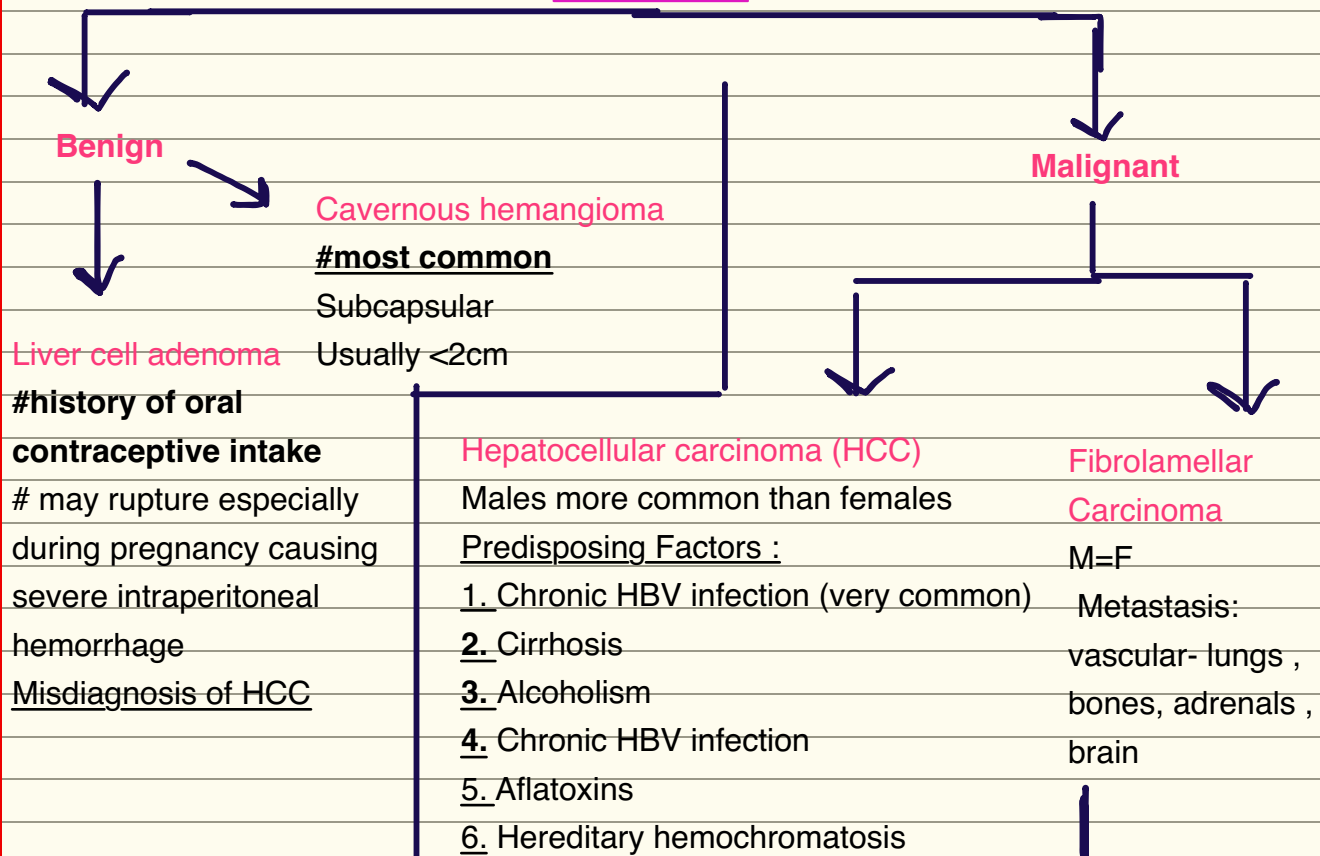 Benign
Malignant
Cavernous hemangioma
#most common
Subcapsular
Usually <2cm
Liver cell adenoma
#history of oral
contraceptive intake
# may rupture especially
during pregnancy causing
severe intraperitoneal
hemorrhage
Misdiagnosis of HCC
Hepatocellular carcinoma (HCC)
Males more common than females
Predisposing Factors :
1. Chronic HBV infection (very common)
2. Cirrhosis
3. Alcoholism
4. Chronic HBV infection
5. Aflatoxins
6. Hereditary hemochromatosis
Fibrolamellar
Carcinoma
M=F
Metastasis:
vascular- lungs ,
bones, adrenals ,
brain